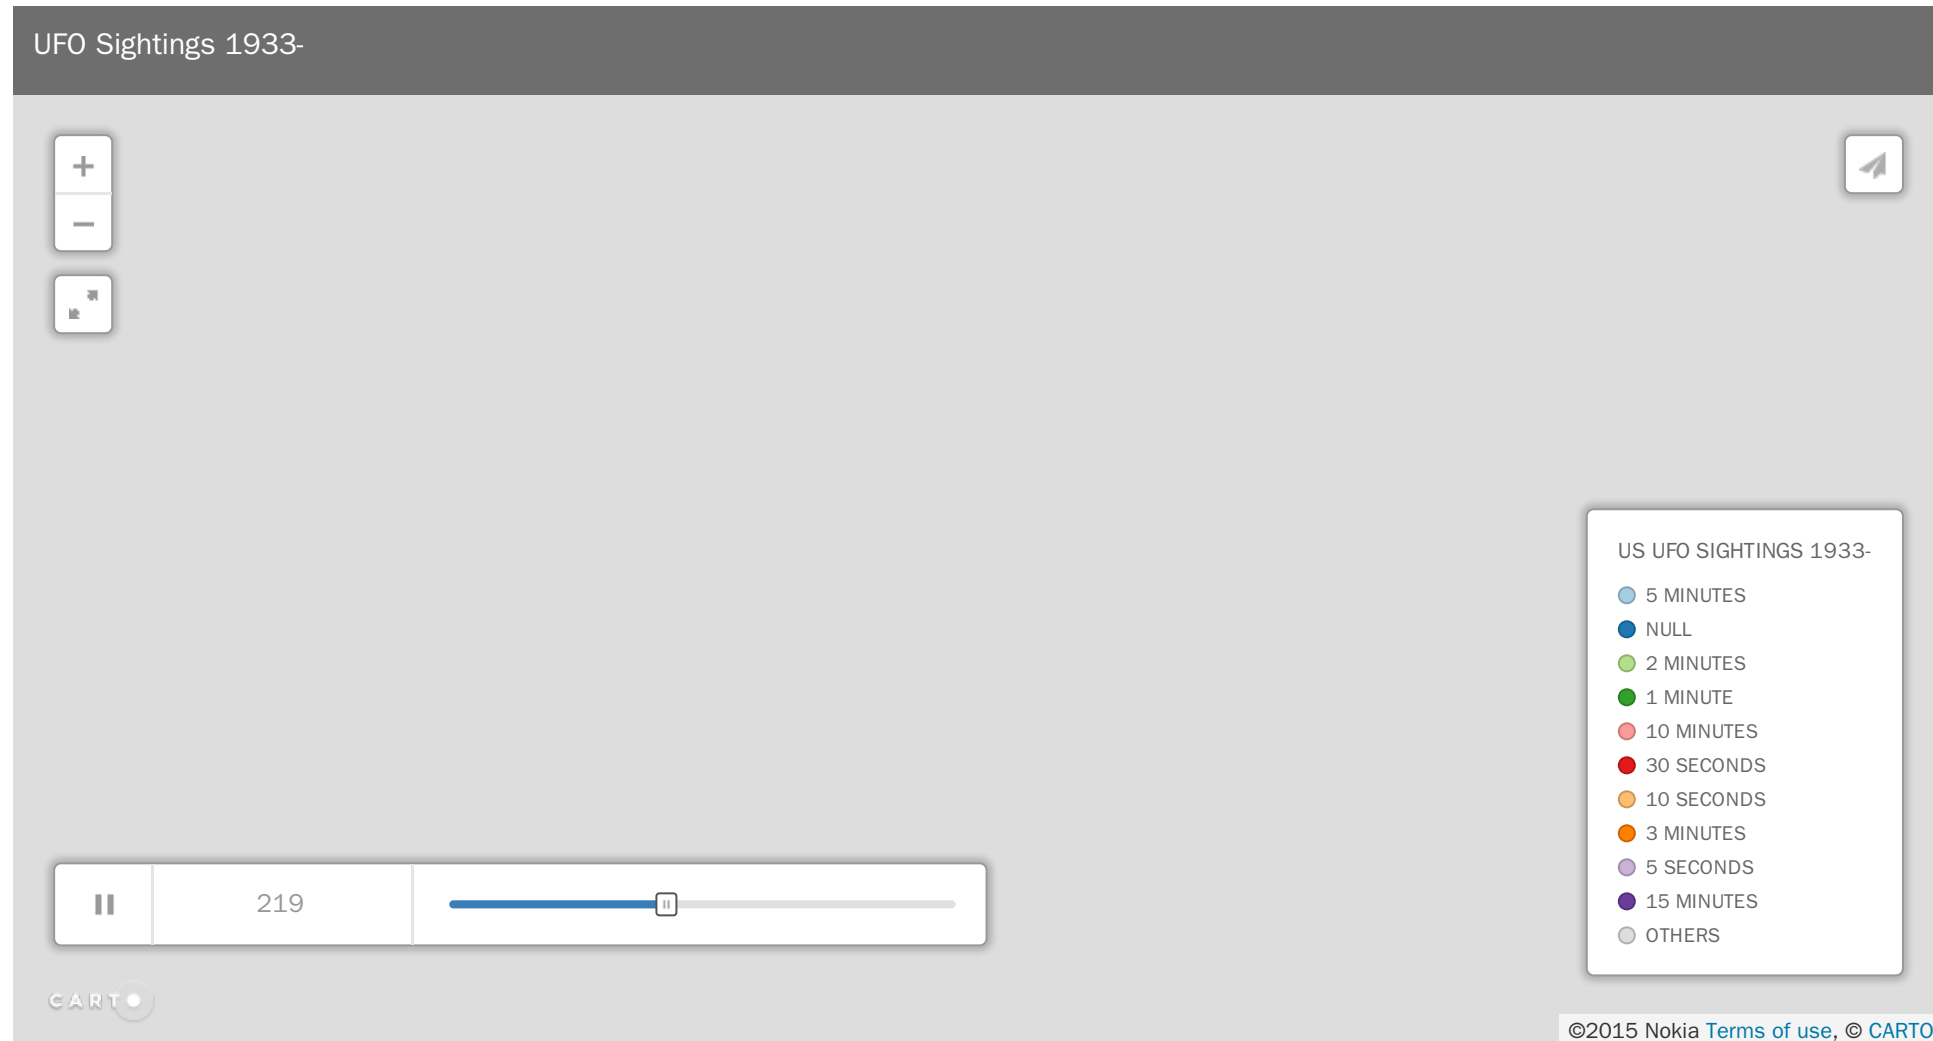 UFO Sightings 1933-
+
−
US UFO SIGHTINGS 1933-
5 MINUTES
NULL
2 MINUTES
1 MINUTE
10 MINUTES
30 SECONDS
10 SECONDS
3 MINUTES
5 SECONDS
15 MINUTES
OTHERS
219
CARTO
©2015 Nokia Terms of use, © CARTO